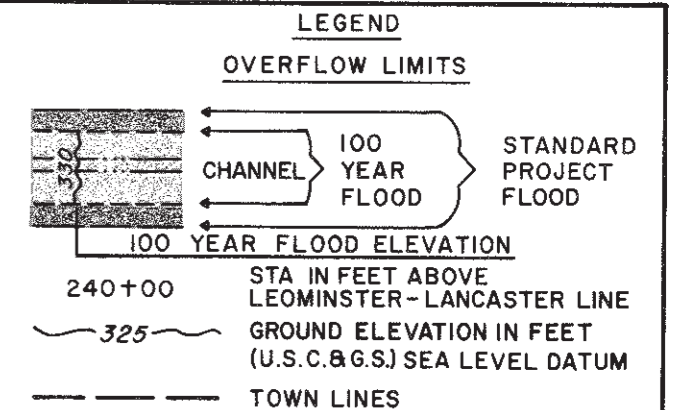 LEGEND
OVERFLOW LIMITS
330
CHANNEL
100
YEAR
FLOOD
STANDARD
PROJECT
FLOOD
100 YEAR FLOOD ELEVATION
240+00
STA IN FEET ABOVE
LEOMINSTER-LANCASTER LINE
325
GROUND ELEVATION IN FEET
(U.S.C.&G.S.) SEA LEVEL DATUM
TOWN LINES